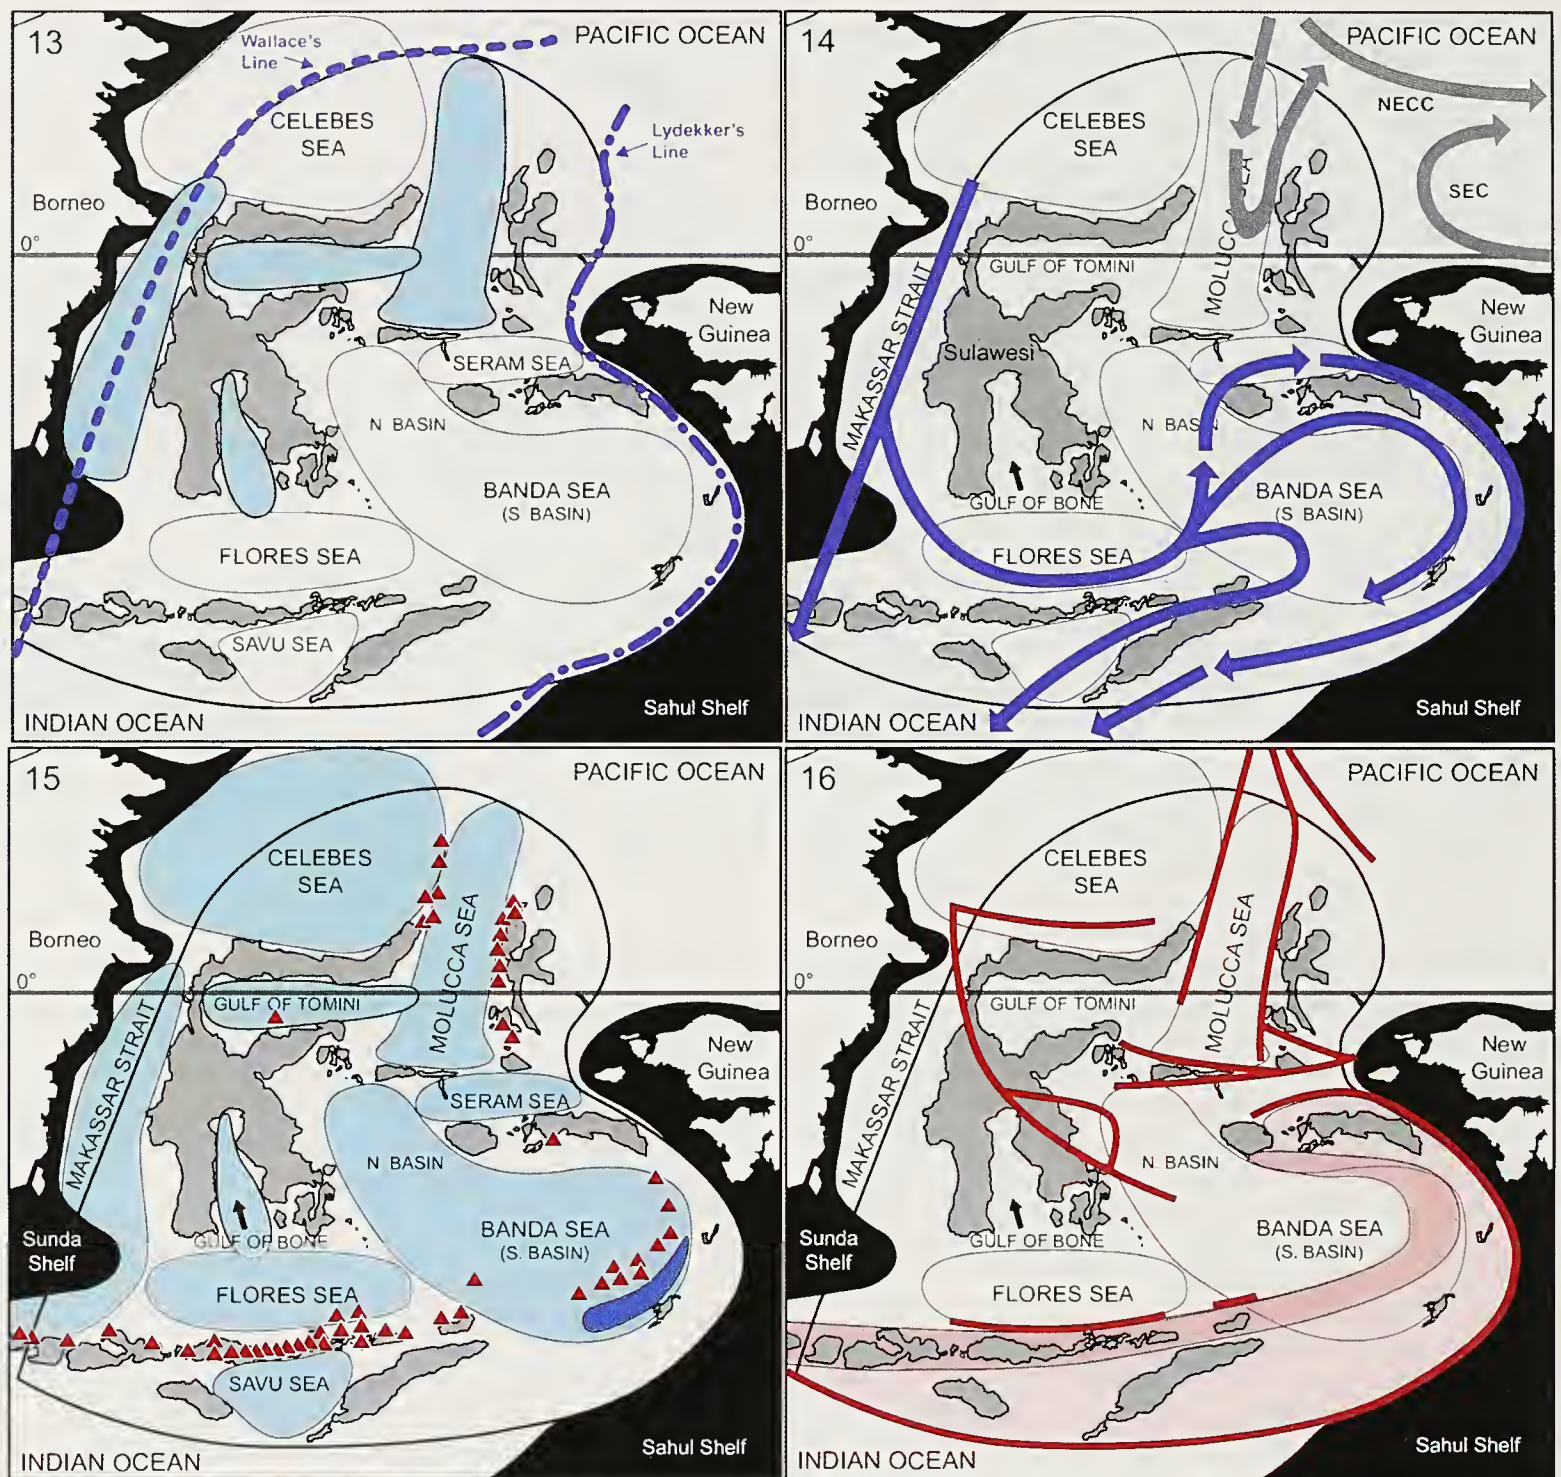 13
Wallace's
Line
PACIFIC OCEAN
CELEBES
SEA
Lydekker's
Line
Borneo
0°
New
Guinea
SERAM SEA
N BASIN
BANDA SEA
(S BASIN)
FLORES SEA
SAVU SEA
Sahul Shelf
INDIAN OCEAN
14
PACIFIC OCEAN
NECC
CELEBES
SEA
SEC
Borneo
0°
GULF OF TOMINI
MOLUCCA SEA
MAKASSAR STRAIT
New
Guinea
Sulawesi
N BASIN
BANDA SEA
(S BASIN)
GULF OF BONE
FLORES SEA
INDIAN OCEAN
Sahul Shelf
15
PACIFIC OCEAN
CELEBES
SEA
Borneo
0°
GULF OF TOMINI
MOLUCCA SEA
MAKASSAR STRAIT
New
Guinea
SERAM SEA
N BASIN
BANDA SEA
(S. BASIN)
Sunda
Shelf
GULF OF BONE
FLORES SEA
SAVU SEA
Sahul Shelf
INDIAN OCEAN
16
PACIFIC OCEAN
CELEBES
SEA
Borneo
0°
GULF OF TOMINI
MOLUCCA SEA
MAKASSAR STRAIT
New
Guinea
N BASIN
BANDA SEA
(S. BASIN)
Sunda
Shelf
GULF OF BONE
FLORES SEA
Sahul Shelf
INDIAN OCEAN